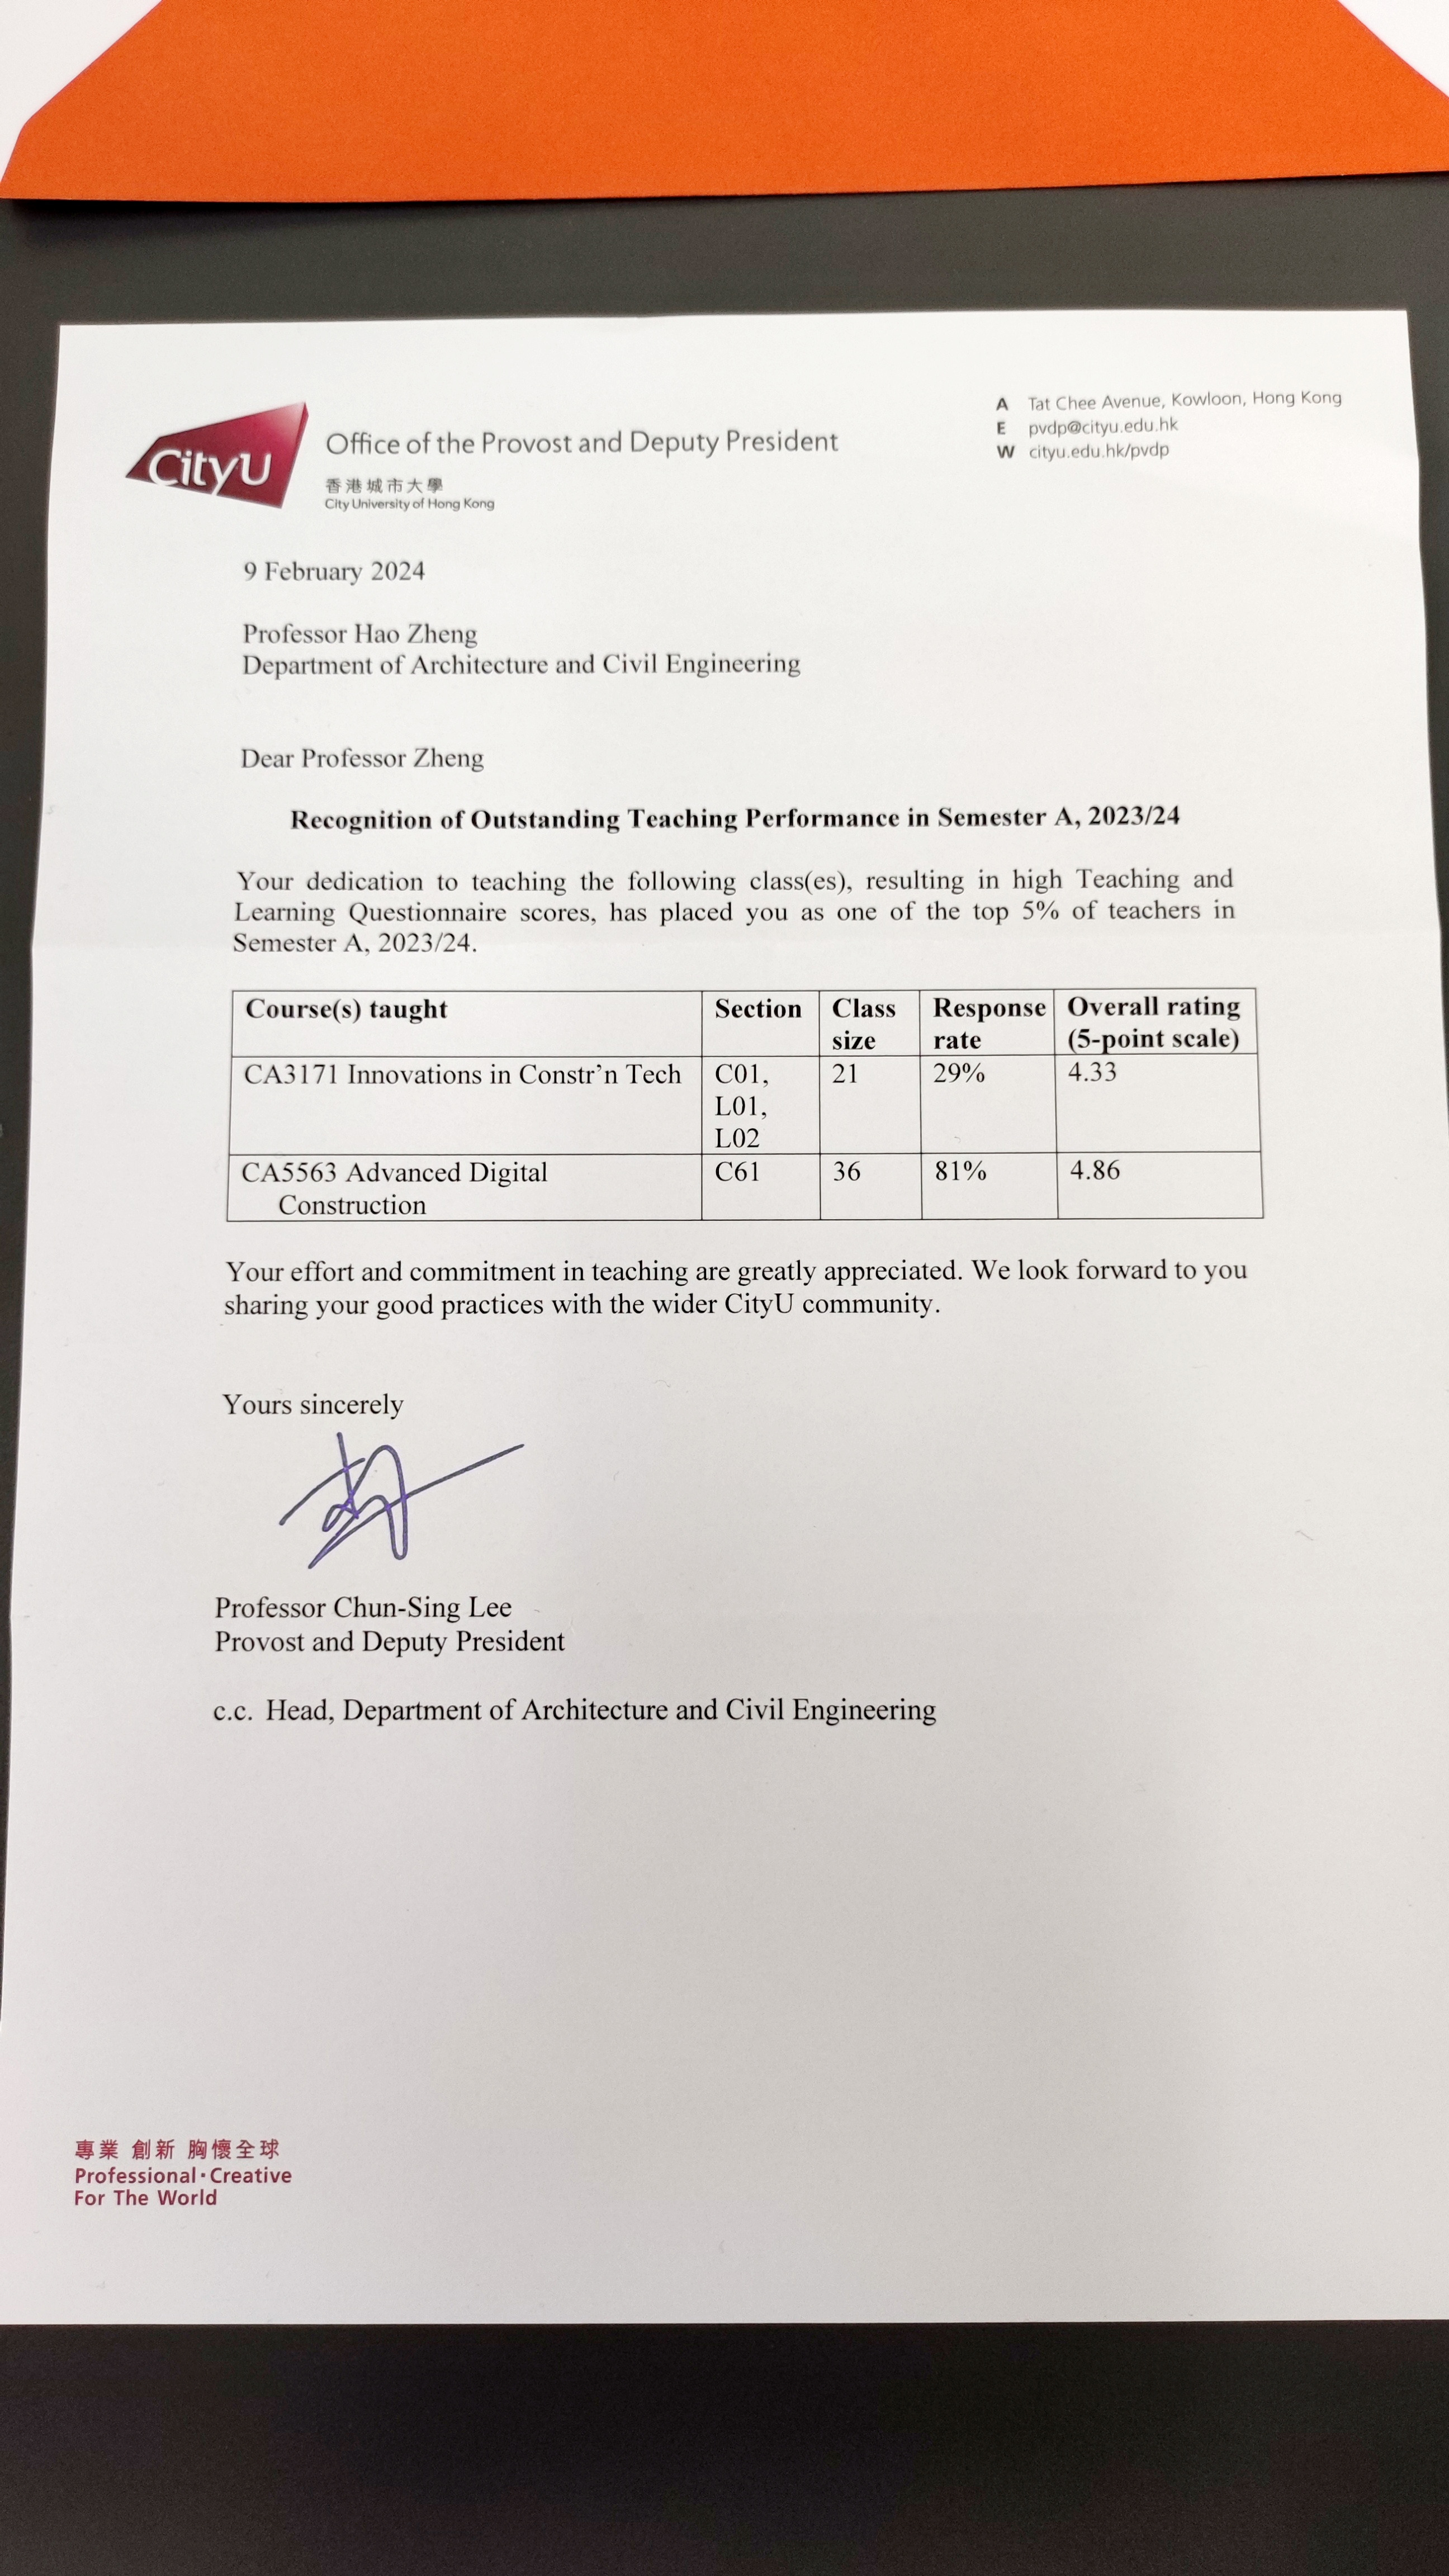 CityU
Office of the Provost and Deputy President
香港城市大學
City University of Hong Kong
A Tat Chee Avenue, Kowloon, Hong Kong
E pvdp@cityu.edu.hk
W cityu.edu.hk/pvdp
9 February 2024
Professor Hao Zheng
Department of Architecture and Civil Engineering
Dear Professor Zheng
Recognition of Outstanding Teaching Performance in Semester A, 2023/24
Your dedication to teaching the following class(es), resulting in high Teaching and
Learning Questionnaire scores, has placed you as one of the top 5% of teachers in
Semester A, 2023/24.
Course(s) taught Section Class Response Overall rating
size rate (5-point scale)
CA3171 Innovations in Constr’n Tech C01, 21 29% 4.33
L01,
L02
CA5563 Advanced Digital C61 36 81% 4.86
Construction
Your effort and commitment in teaching are greatly appreciated. We look forward to you
sharing your good practices with the wider CityU community.
Yours sincerely
Professor Chun-Sing Lee
Provost and Deputy President
c.c. Head, Department of Architecture and Civil Engineering
專業 創新 胸懷全球
Professional·Creative
For The World